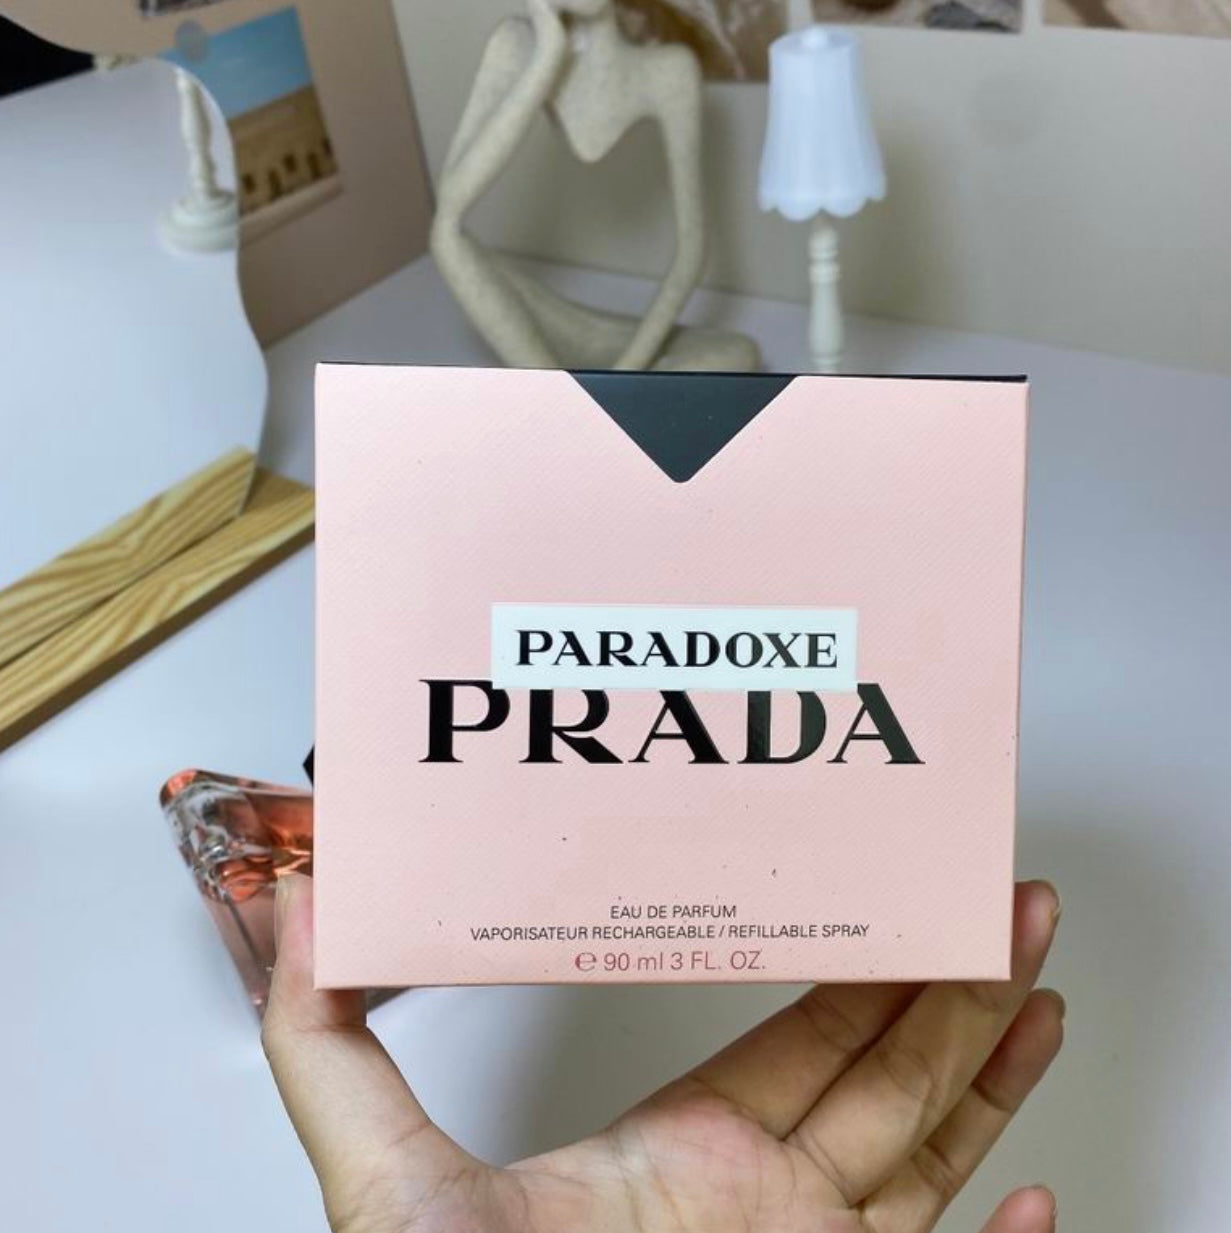 PARADOXE
PRADA
EAU DE PARFUM
VAPORISATEUR RECHARGEABLE / REFILLABLE SPRAY
℮ 90 ml 3 FL. OZ.